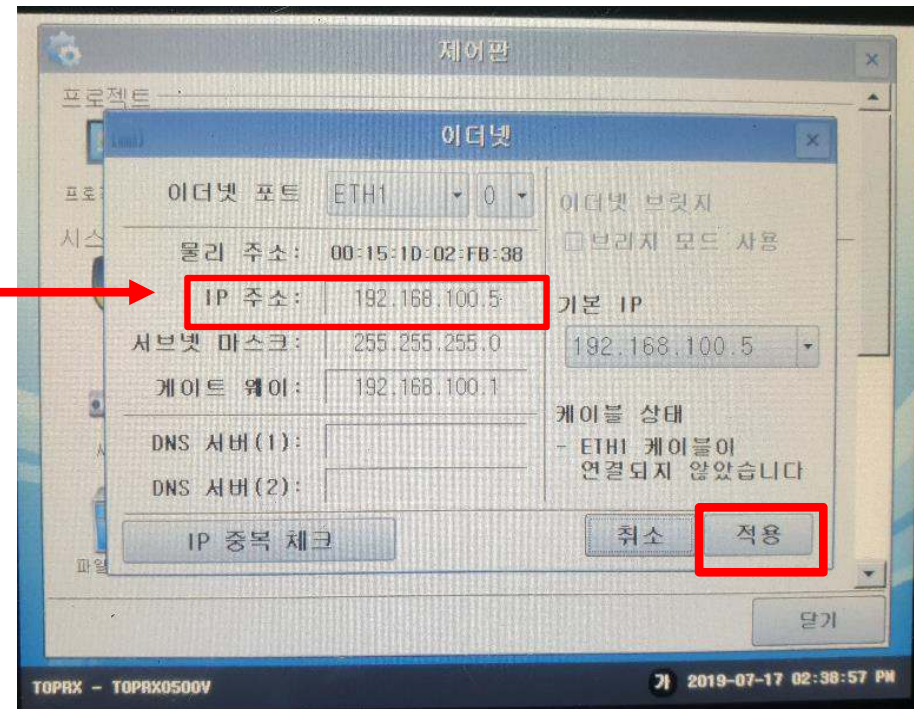 제어판
프로젝트
이더넷
이더넷 포트 ETH1 0
이더넷 브릿지
브리지 모드 사용
물리 주소: 00:15:1D:02:FB:38
IP 주소: 192.168.100.5
기본 IP
192.168.100.5
서브넷 마스크: 255.255.255.0
게이트 웨이: 192.168.100.1
케이블 상태
- ETH1 케이블이
연결되지 않았습니다
DNS 서버(1):
DNS 서버(2):
IP 중복 체크
취소
적용
닫기
TOPRX - TOPRX0500V
가 2019-07-17 02:38:57 PM